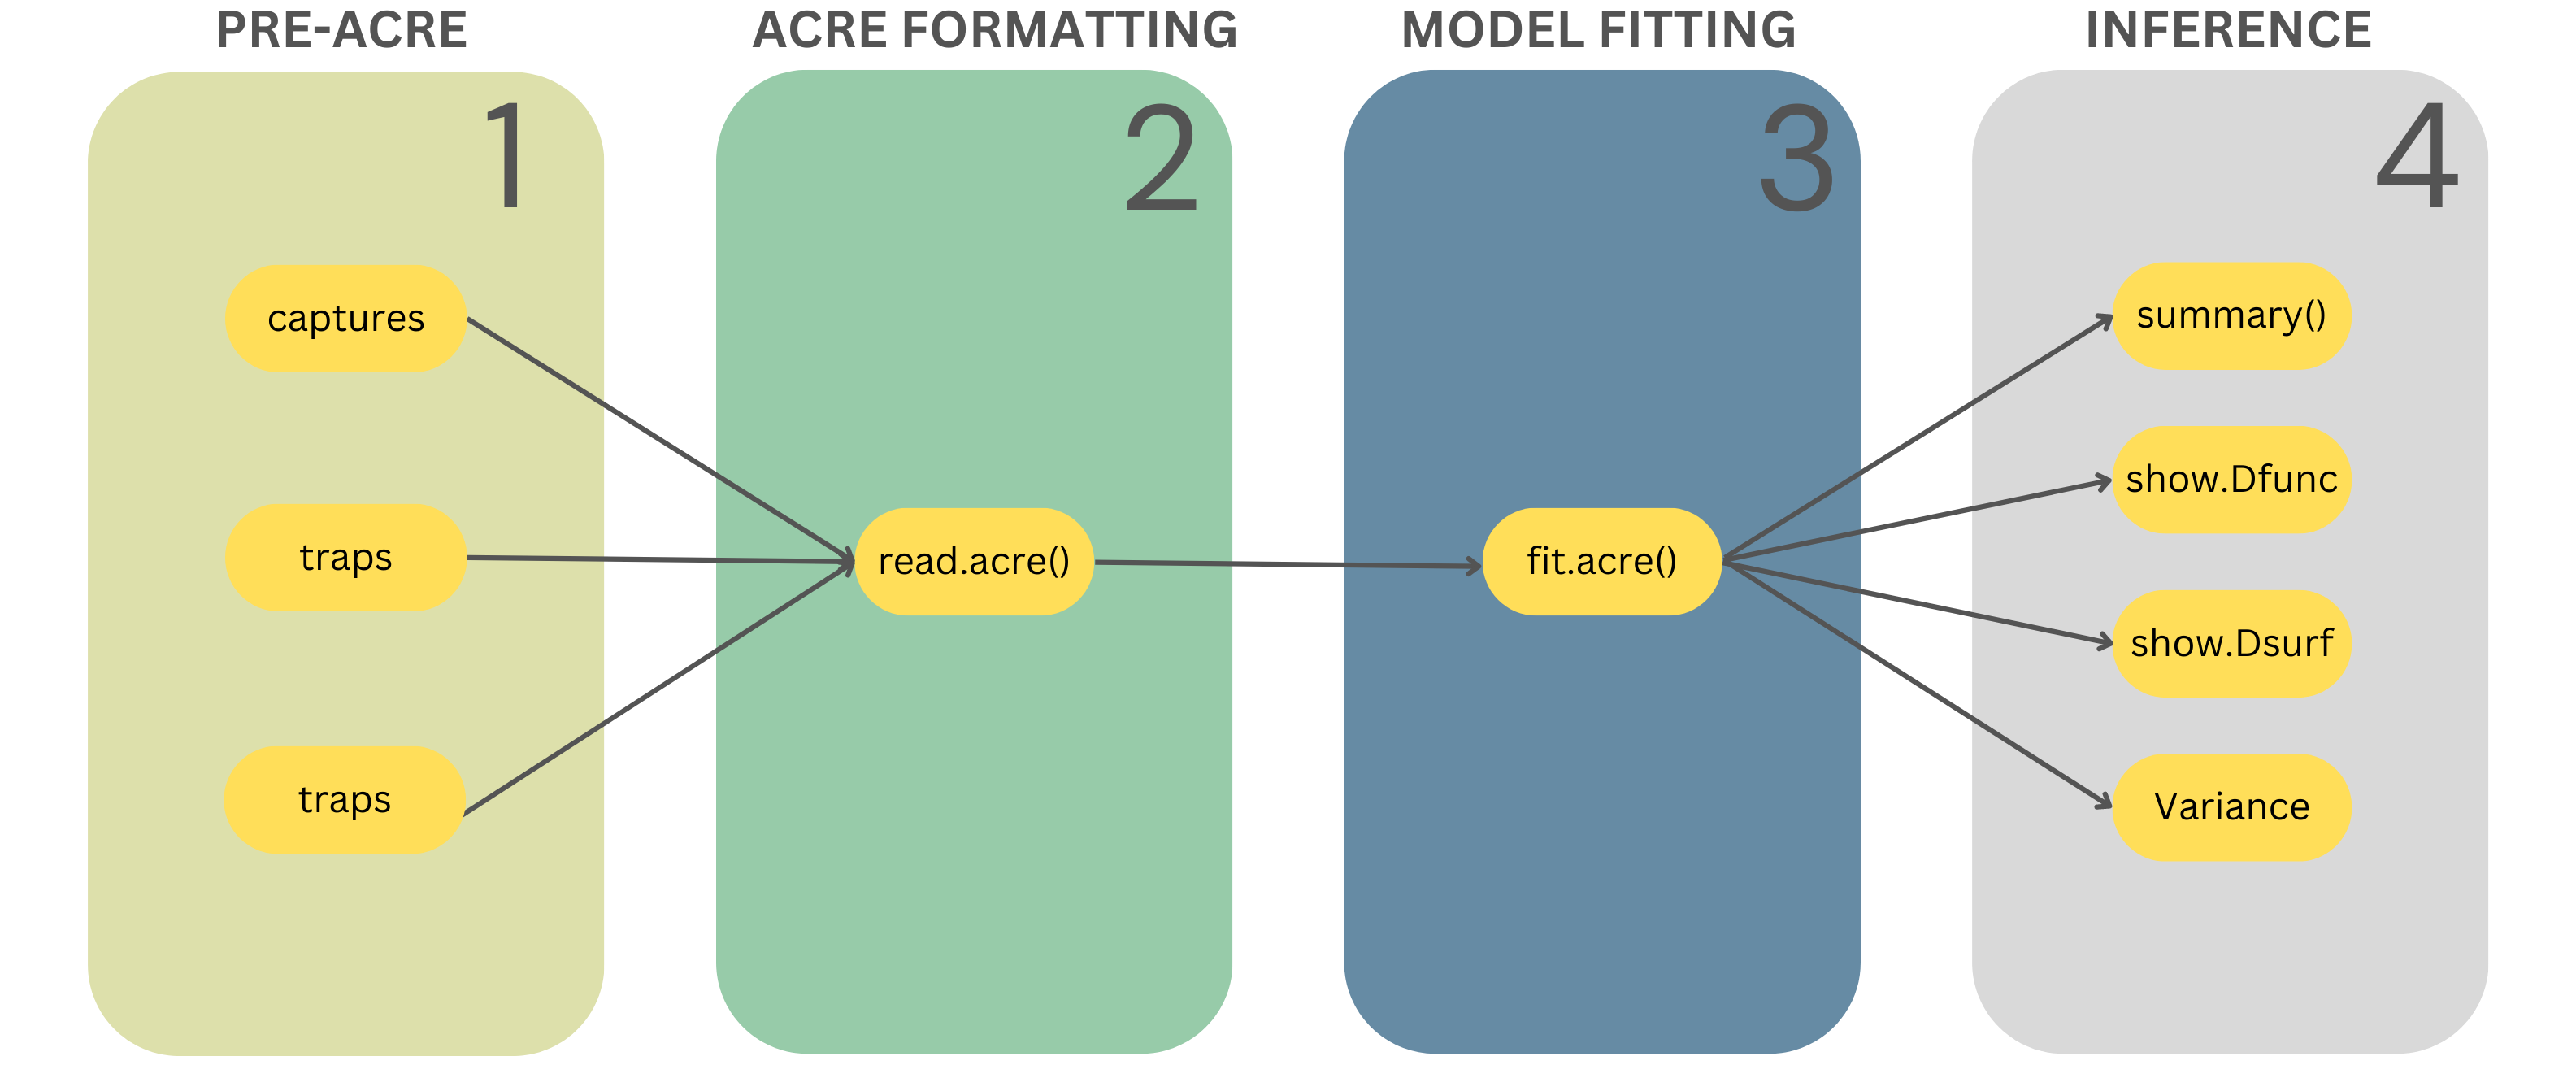 PRE-ACRE
1
captures
traps
traps
ACRE FORMATTING
2
read.acre()
MODEL FITTING
3
fit.acre()
INFERENCE
4
summary()
show.Dfunc
show.Dsurf
Variance